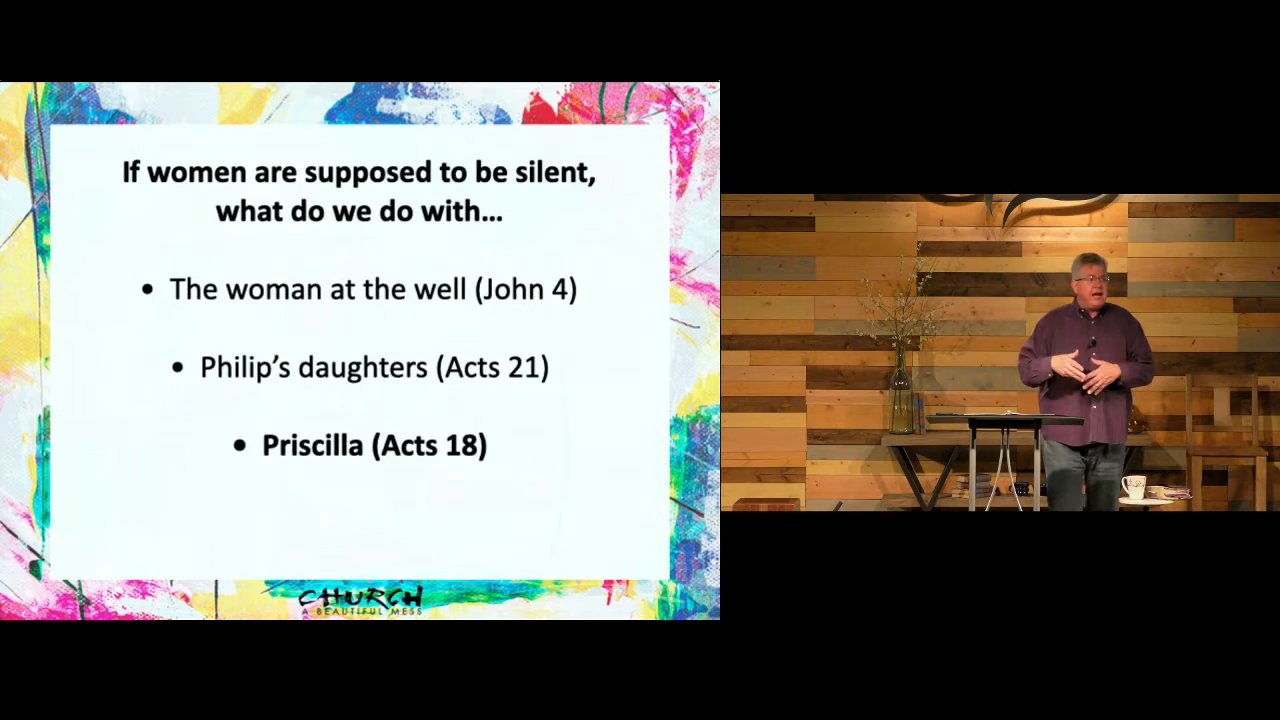 If women are supposed to be silent,
what do we do with…
• The woman at the well (John 4)
• Philip’s daughters (Acts 21)
• Priscilla (Acts 18)
CHURCH
A BEAUTIFUL MESS